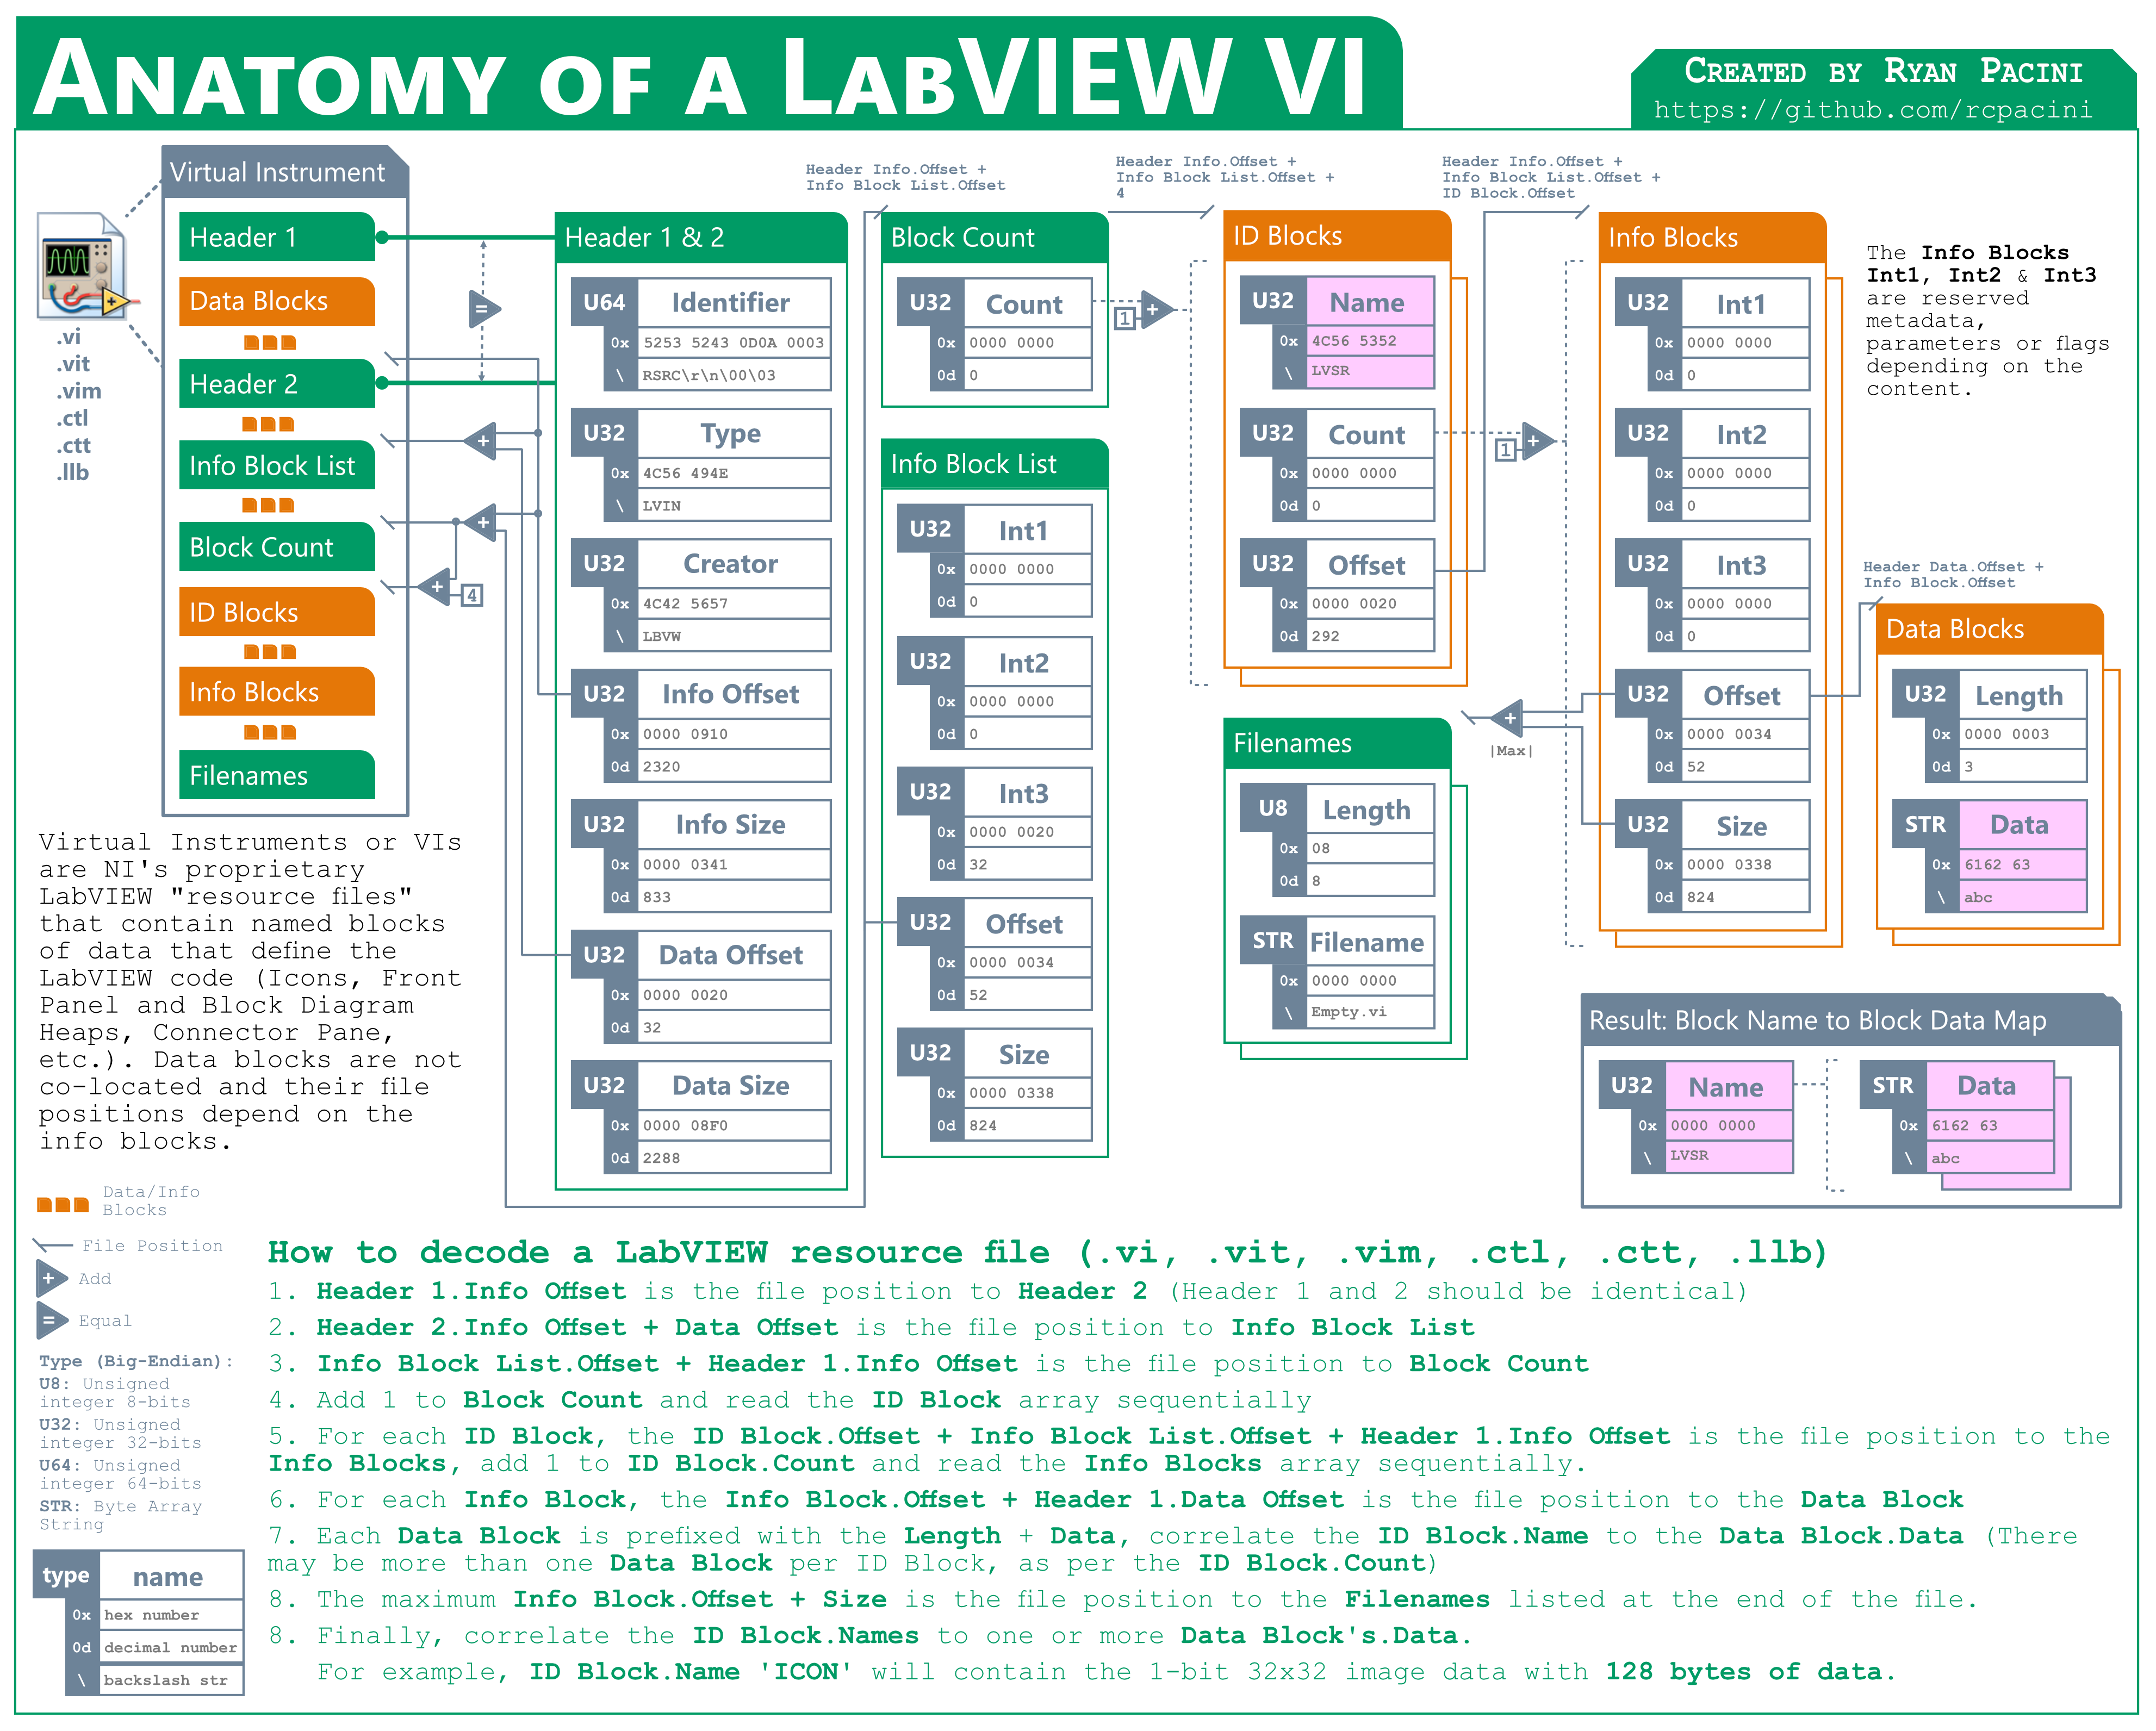 ANATOMY OF A LABVIEW VI
CREATED BY RYAN PACINI
https://github.com/rcpacini
Virtual Instrument
Header 1
Data Blocks
Header 2
Info Block List
Block Count
ID Blocks
Info Blocks
Filenames
.vi
.vit
.vim
.ctl
.ctt
.llb
=
+
+
+
4
Virtual Instruments or VIs
are NI's proprietary
LabVIEW "resource files"
that contain named blocks
of data that define the
LabVIEW code (Icons, Front
Panel and Block Diagram
Heaps, Connector Pane,
etc.). Data blocks are not
co-located and their file
positions depend on the
info blocks.
Header 1 & 2
U64 Identifier
0x 5253 5243 0D0A 0003
\ RSRC\r\n\00\03
U32 Type
0x 4C56 494E
\ LVIN
U32 Creator
0x 4C42 5657
\ LBVW
U32 Info Offset
0x 0000 0910
0d 2320
U32 Info Size
0x 0000 0341
0d 833
U32 Data Offset
0x 0000 0020
0d 32
U32 Data Size
0x 0000 08F0
0d 2288
Header Info.Offset +
Info Block List.Offset
Block Count
U32 Count
0x 0000 0000
0d 0
Info Block List
U32 Int1
0x 0000 0000
0d 0
U32 Int2
0x 0000 0000
0d 0
U32 Int3
0x 0000 0020
0d 32
U32 Offset
0x 0000 0034
0d 52
U32 Size
0x 0000 0338
0d 824
Header Info.Offset +
Info Block List.Offset +
4
1 +
ID Blocks
U32 Name
0x 4C56 5352
\ LVSR
U32 Count
0x 0000 0000
0d 0
U32 Offset
0x 0000 0020
0d 292
Filenames
U8 Length
0x 08
0d 8
STR Filename
0x 0000 0000
\ Empty.vi
Header Info.Offset +
Info Block List.Offset +
ID Block.Offset
1 +
+
|Max|
Info Blocks
U32 Int1
0x 0000 0000
0d 0
U32 Int2
0x 0000 0000
0d 0
U32 Int3
0x 0000 0000
0d 0
U32 Offset
0x 0000 0034
0d 52
U32 Size
0x 0000 0338
0d 824
The Info Blocks
Int1, Int2 & Int3
are reserved
metadata,
parameters or flags
depending on the
content.
Header Data.Offset +
Info Block.Offset
Data Blocks
U32 Length
0x 0000 0003
0d 3
STR Data
0x 6162 63
\ abc
Result: Block Name to Block Data Map
U32 Name
0x 0000 0000
\ LVSR
STR Data
0x 6162 63
\ abc
Data/Info
Blocks
File Position
+ Add
= Equal
Type (Big-Endian):
U8: Unsigned
integer 8-bits
U32: Unsigned
integer 32-bits
U64: Unsigned
integer 64-bits
STR: Byte Array
String
type name
0x hex number
0d decimal number
\ backslash str
How to decode a LabVIEW resource file (.vi, .vit, .vim, .ctl, .ctt, .llb)
1. Header 1.Info Offset is the file position to Header 2 (Header 1 and 2 should be identical)
2. Header 2.Info Offset + Data Offset is the file position to Info Block List
3. Info Block List.Offset + Header 1.Info Offset is the file position to Block Count
4. Add 1 to Block Count and read the ID Block array sequentially
5. For each ID Block, the ID Block.Offset + Info Block List.Offset + Header 1.Info Offset is the file position to the
Info Blocks, add 1 to ID Block.Count and read the Info Blocks array sequentially.
6. For each Info Block, the Info Block.Offset + Header 1.Data Offset is the file position to the Data Block
7. Each Data Block is prefixed with the Length + Data, correlate the ID Block.Name to the Data Block.Data (There
may be more than one Data Block per ID Block, as per the ID Block.Count)
8. The maximum Info Block.Offset + Size is the file position to the Filenames listed at the end of the file.
8. Finally, correlate the ID Block.Names to one or more Data Block's.Data.
For example, ID Block.Name 'ICON' will contain the 1-bit 32x32 image data with 128 bytes of data.